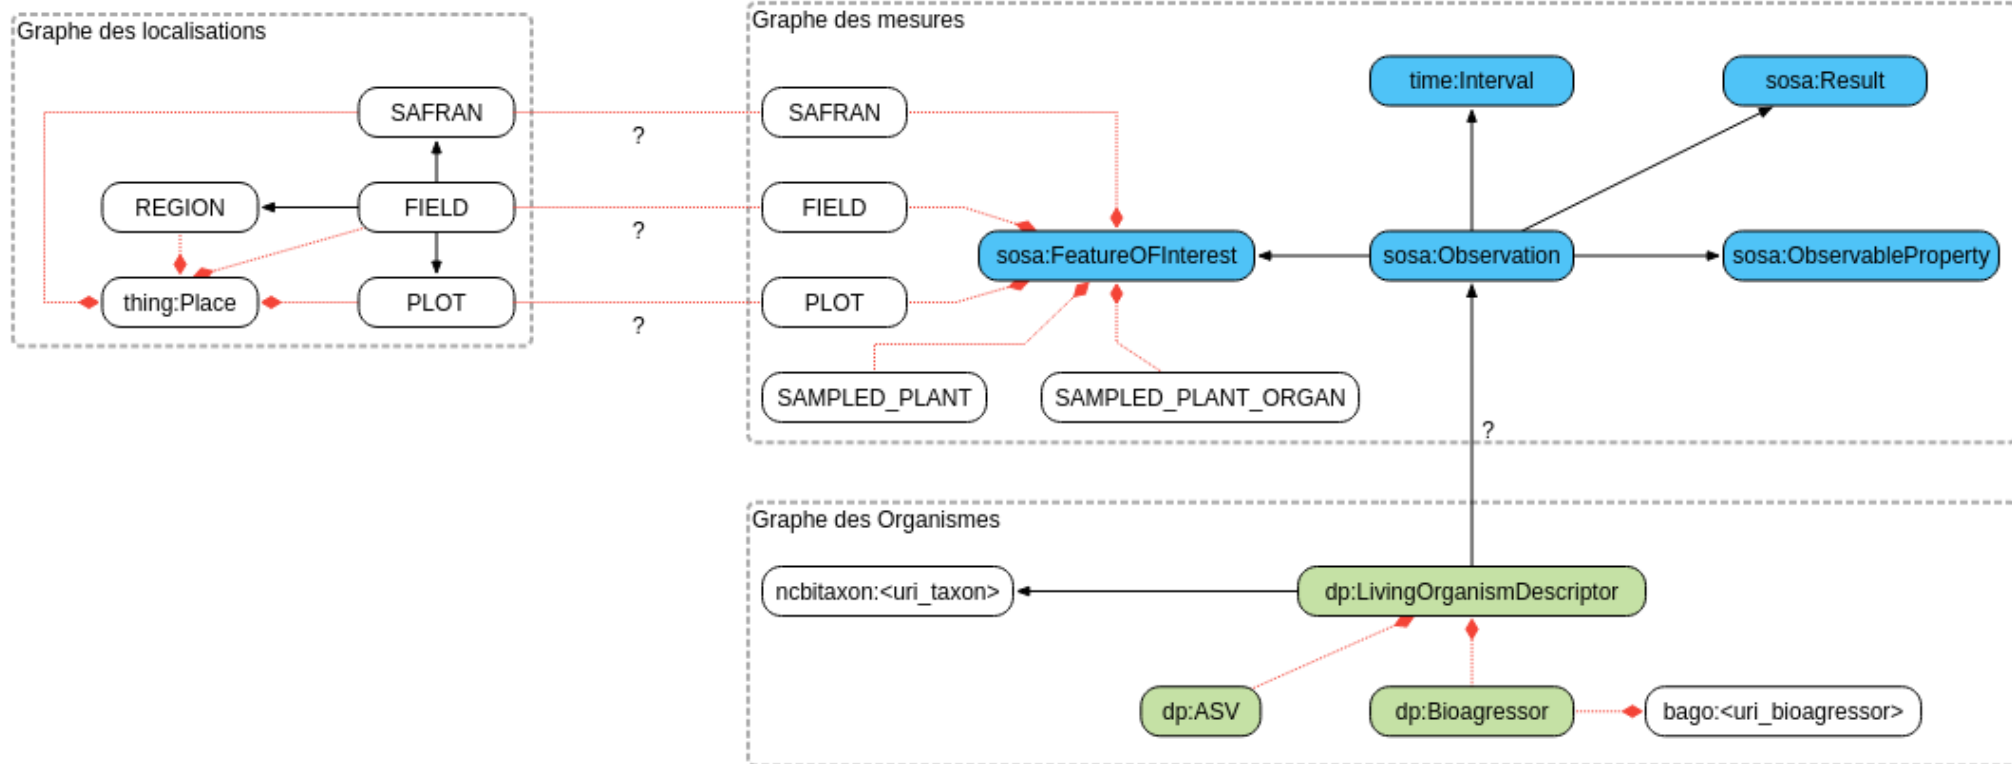 Graphe des localisations
SAFRAN
REGION
FIELD
thing:Place
PLOT
?
?
?
Graphe des mesures
SAFRAN
FIELD
PLOT
SAMPLED_PLANT
SAMPLED_PLANT_ORGAN
sosa:FeatureOFInterest
time:Interval
sosa:Result
sosa:Observation
sosa:ObservableProperty
?
Graphe des Organismes
ncbitaxon:<uri_taxon>
dp:LivingOrganismDescriptor
dp:ASV
dp:Bioagressor
bago:<uri_bioagressor>